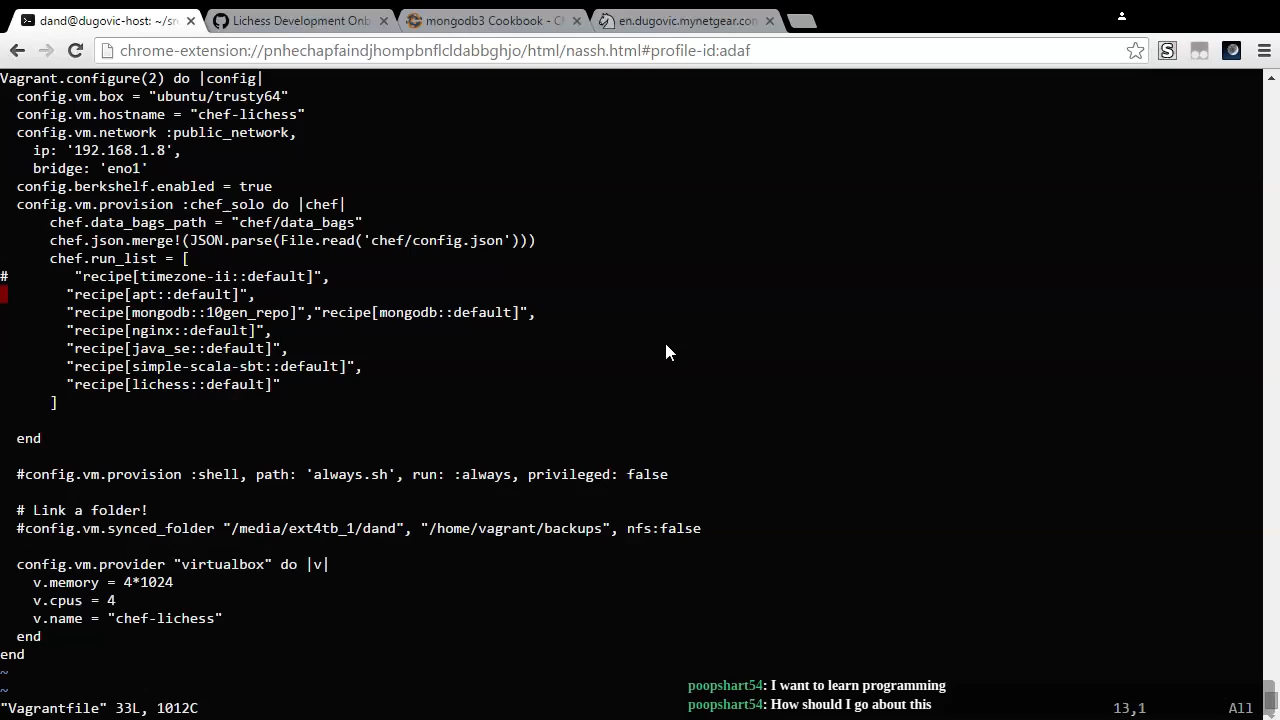 dand@dugovic-host: ~/sr
Lichess Development Onb
mongodb3 Cookbook - C
en.dugovic.mynetgear.com
chrome-extension://pnhechapfaindjhompbnflcldabbghjo/html/nassh.html#profile-id:adaf
Vagrant.configure(2) do |config|
  config.vm.box = "ubuntu/trusty64"
  config.vm.hostname = "chef-lichess"
  config.vm.network :public_network,
    ip: '192.168.1.8',
    bridge: 'eno1'
  config.berkshelf.enabled = true
  config.vm.provision :chef_solo do |chef|
      chef.data_bags_path = "chef/data_bags"
      chef.json.merge!(JSON.parse(File.read('chef/config.json')))
      chef.run_list = [
#        "recipe[timezone-ii::default]",
        "recipe[apt::default]",
        "recipe[mongodb::10gen_repo]","recipe[mongodb::default]",
        "recipe[nginx::default]",
        "recipe[java_se::default]",
        "recipe[simple-scala-sbt::default]",
        "recipe[lichess::default]"
      ]
  end
  #config.vm.provision :shell, path: 'always.sh', run: :always, privileged: false
  # Link a folder!
  #config.vm.synced_folder "/media/ext4tb_1/dand", "/home/vagrant/backups", nfs:false
  config.vm.provider "virtualbox" do |v|
    v.memory = 4*1024
    v.cpus = 4
    v.name = "chef-lichess"
  end
end
~
~
poopshart54: I want to learn programming
poopshart54: How should I go about this
"Vagrantfile" 33L, 1012C 13,1 All